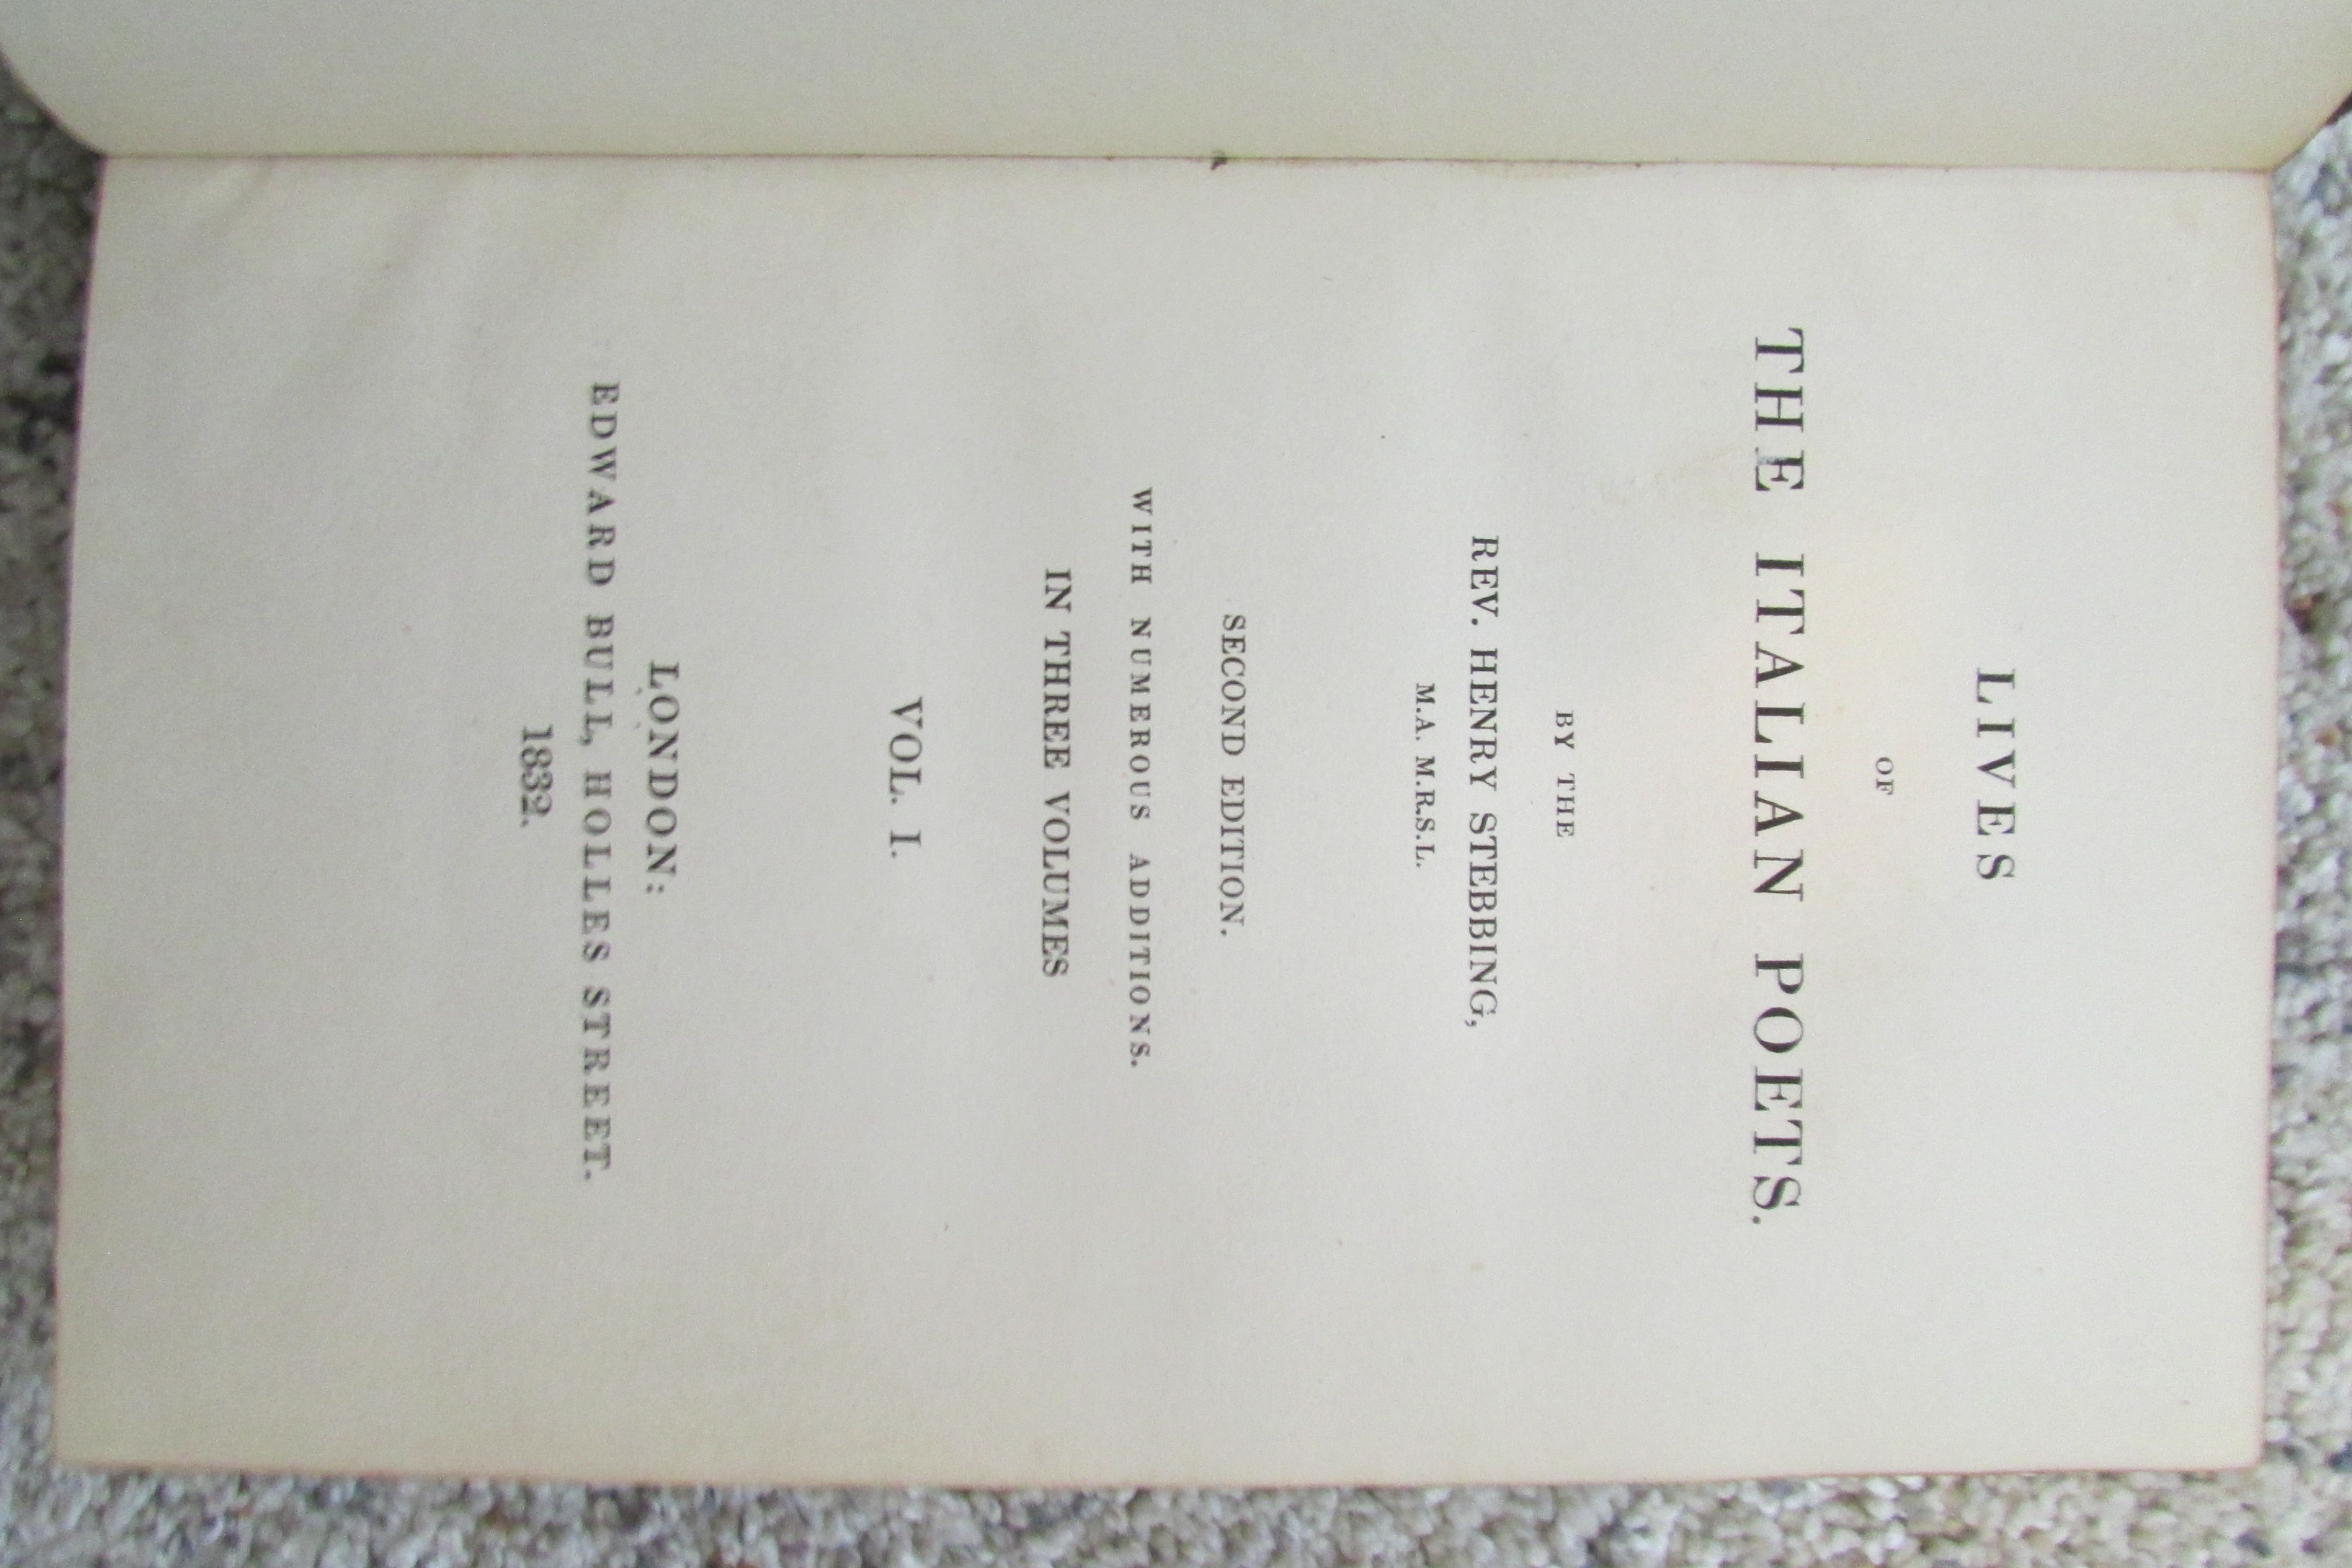 LIVES
OF
THE ITALIAN POETS.
BY THE
REV. HENRY STEBBING,
M.A. M.R.S.L.
SECOND EDITION.
WITH NUMEROUS ADDITIONS.
IN THREE VOLUMES
VOL. I.
LONDON:
EDWARD BULL, HOLLES STREET.
1832.